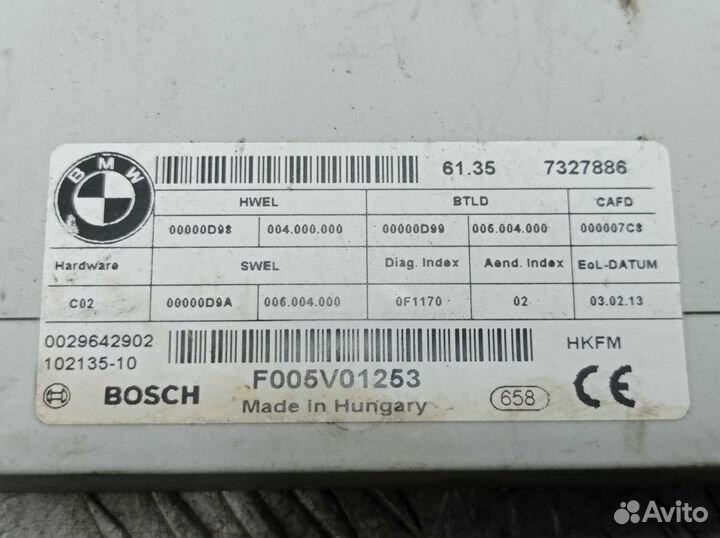 BMW
61.35 7327886
HWEL BTLD CAFD
00000D98 004.000.000 00000D99 005.004.000 000007C8
Hardware SWEL Diag. Index Aend. Index EoL-DATUM
C02 00000D9A 006.004.000 0F1170 02 03.02.13
0029642902 HKFM
102135-10
BOSCH F005V01253 658 CE
Made in Hungary
Avito